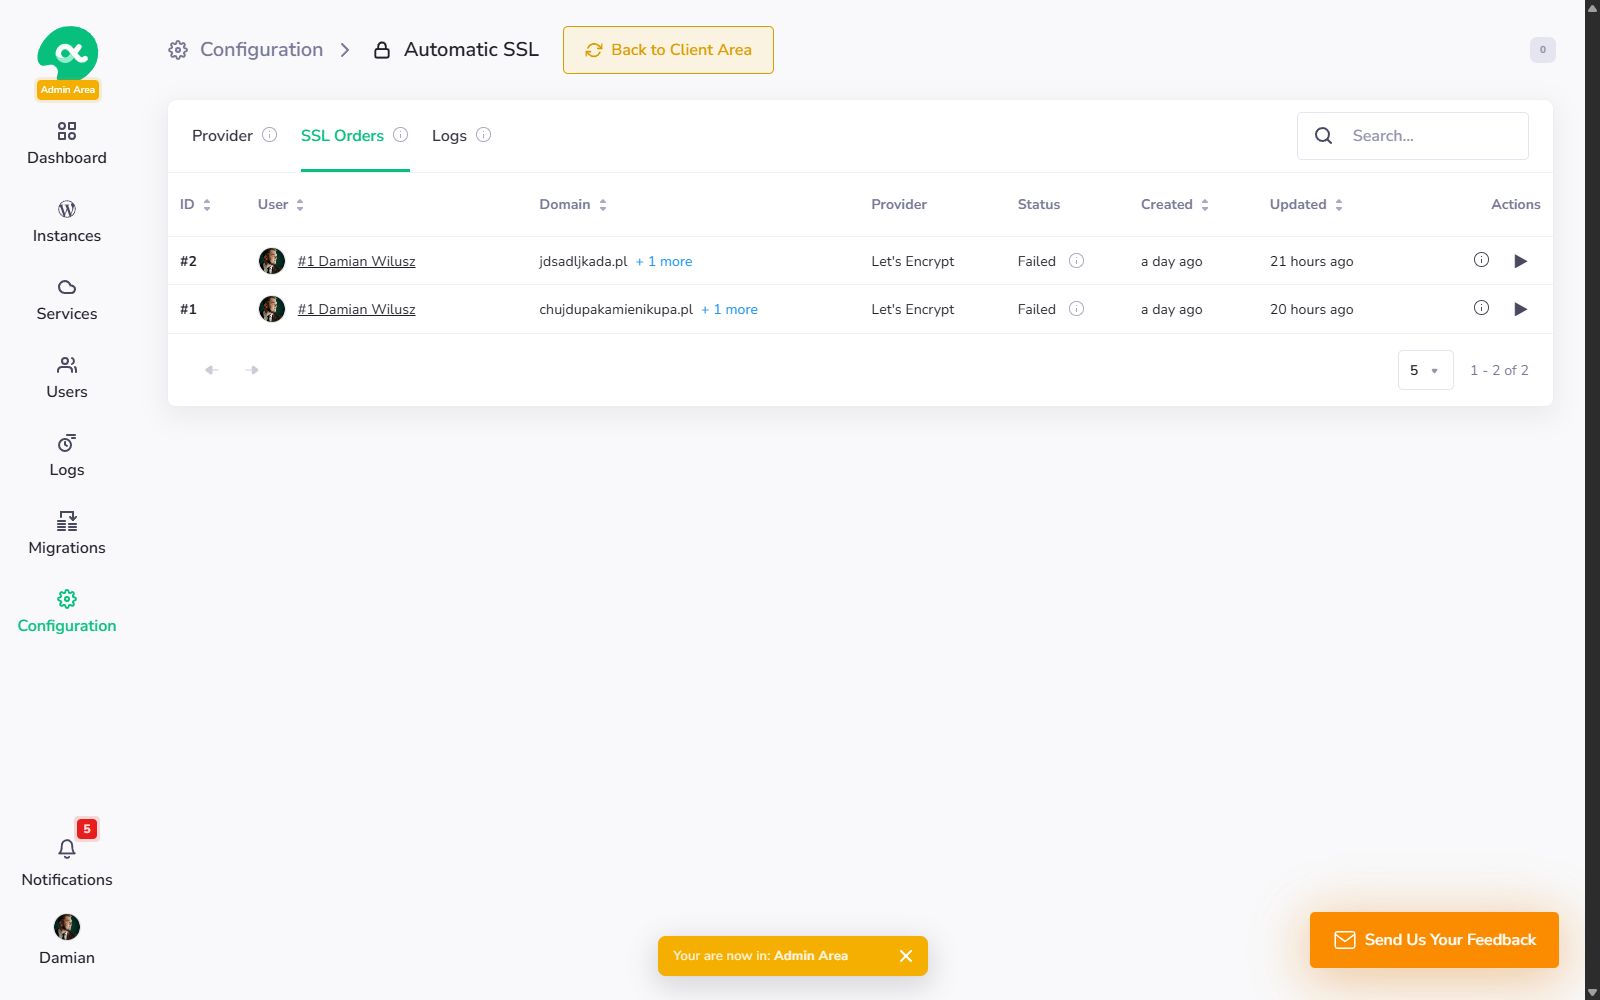 Admin Area
Dashboard
Instances
Services
Users
Logs
Migrations
Configuration
5
Notifications
Damian
Configuration > Automatic SSL
Back to Client Area
0
Provider
SSL Orders
Logs
Search...
ID User Domain Provider Status Created Updated Actions
#2 #1 Damian Wilusz jdsadljkada.pl + 1 more Let's Encrypt Failed a day ago 21 hours ago
#1 #1 Damian Wilusz chujdupakamienikupa.pl + 1 more Let's Encrypt Failed a day ago 20 hours ago
5 1 - 2 of 2
Your are now in: Admin Area
Send Us Your Feedback